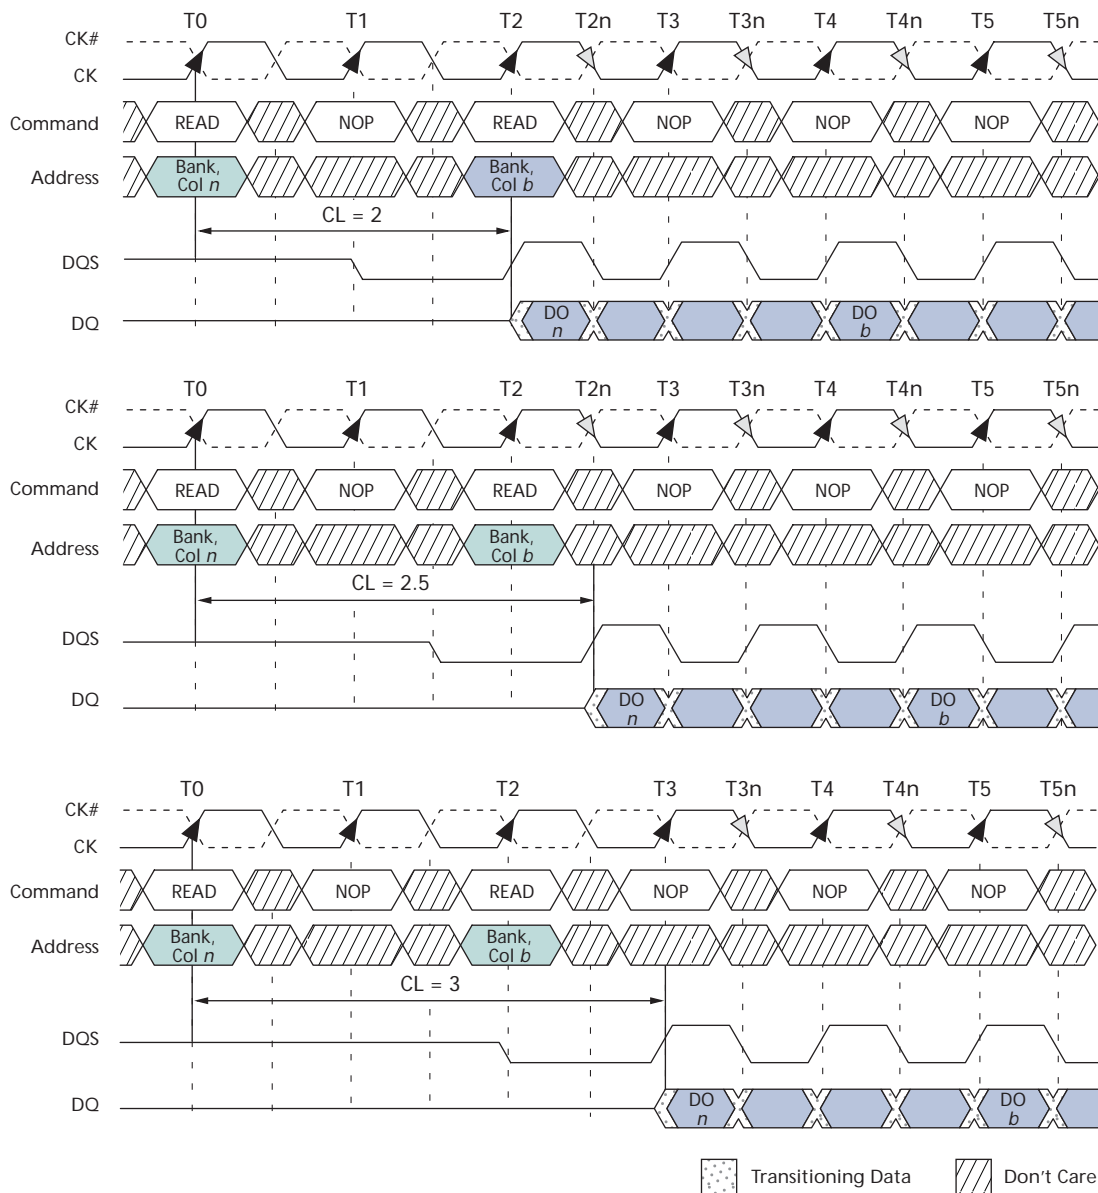 T0 T1 T2 T2n T3 T3n T4 T4n T5 T5n
CK#
CK
Command READ NOP READ NOP NOP NOP
Address Bank, Col n Bank, Col b
CL = 2
DQS
DQ DO n DO b
T0 T1 T2 T2n T3 T3n T4 T4n T5 T5n
CK#
CK
Command READ NOP READ NOP NOP NOP
Address Bank, Col n Bank, Col b
CL = 2.5
DQS
DQ DO n DO b
T0 T1 T2 T3 T3n T4 T4n T5 T5n
CK#
CK
Command READ NOP READ NOP NOP NOP
Address Bank, Col n Bank, Col b
CL = 3
DQS
DQ DO n DO b
Transitioning Data Don't Care